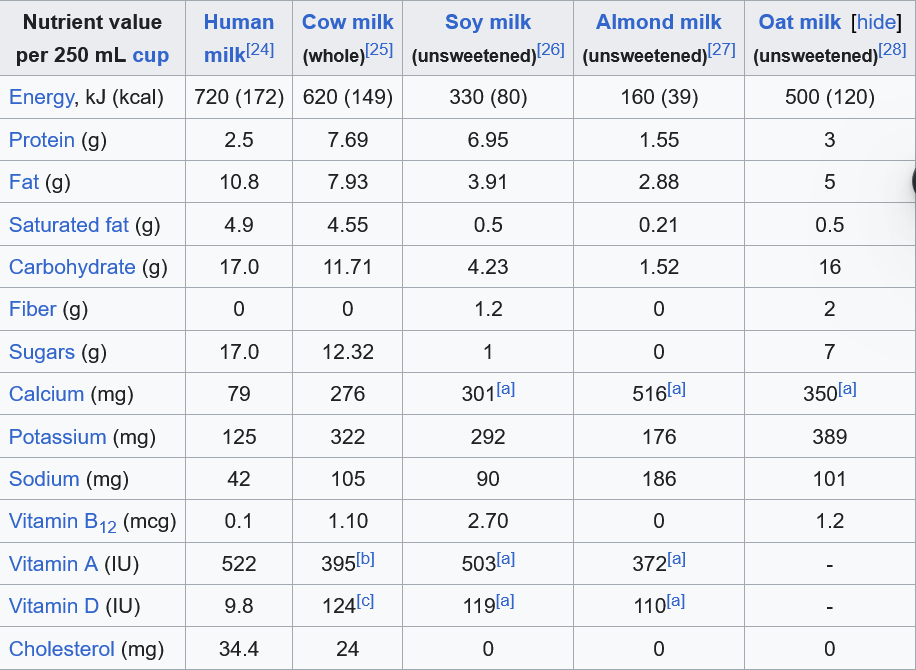 Nutrient value per 250 mL cup Human milk[24] Cow milk (whole)[25] Soy milk (unsweetened)[26] Almond milk (unsweetened)[27] Oat milk [hide] (unsweetened)[28]
Energy, kJ (kcal) 720 (172) 620 (149) 330 (80) 160 (39) 500 (120)
Protein (g) 2.5 7.69 6.95 1.55 3
Fat (g) 10.8 7.93 3.91 2.88 5
Saturated fat (g) 4.9 4.55 0.5 0.21 0.5
Carbohydrate (g) 17.0 11.71 4.23 1.52 16
Fiber (g) 0 0 1.2 0 2
Sugars (g) 17.0 12.32 1 0 7
Calcium (mg) 79 276 301[a] 516[a] 350[a]
Potassium (mg) 125 322 292 176 389
Sodium (mg) 42 105 90 186 101
Vitamin B12 (mcg) 0.1 1.10 2.70 0 1.2
Vitamin A (IU) 522 395[b] 503[a] 372[a] -
Vitamin D (IU) 9.8 124[c] 119[a] 110[a] -
Cholesterol (mg) 34.4 24 0 0 0